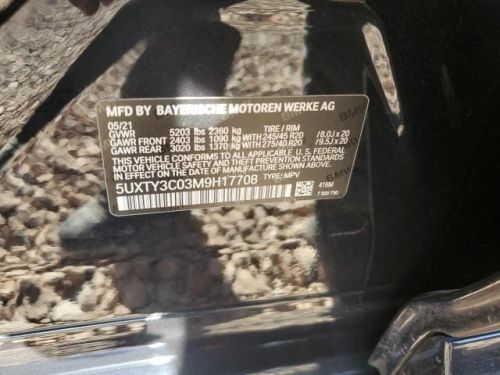 MFD BY BAYERISCHE MOTOREN WERKE AG
05/21 TIRE / RIM
GVWR 5203 lbs 2360 kg
GAWR FRONT 2403 lbs 1090 kg WITH 245/45 R20 /8.0J x 20
GAWR REAR 3020 lbs 1370 kg WITH 275/40 R20 /9.5J x 20
THIS VEHICLE CONFORMS TO ALL APPLICABLE U.S. FEDERAL
MOTOR VEHICLE SAFETY AND THEFT PREVENTION
STANDARDS IN EFFECT ON THE DATE OF MANUFACTURE
SHOWN ABOVE.
5UXTY3C03M9H17708 TYPE: MPV
416M